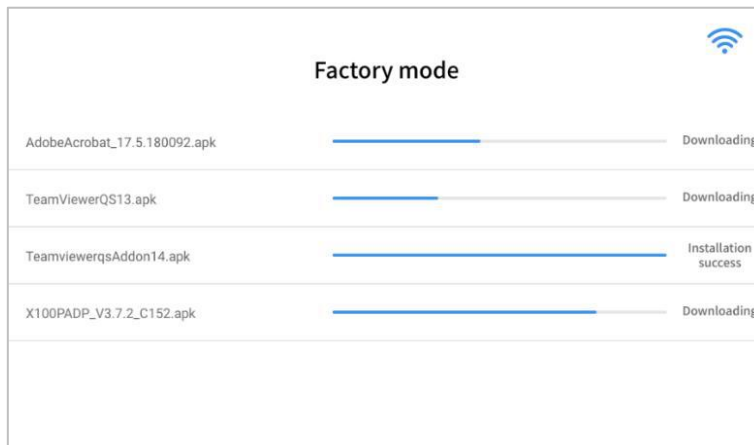 Factory mode
AdobeAcrobat_17.5.180092.apk
Downloading
TeamViewerQS13.apk
Downloading
TeamviewerqsAddon14.apk
Installation
success
X100PADP_V3.7.2_C152.apk
Downloading